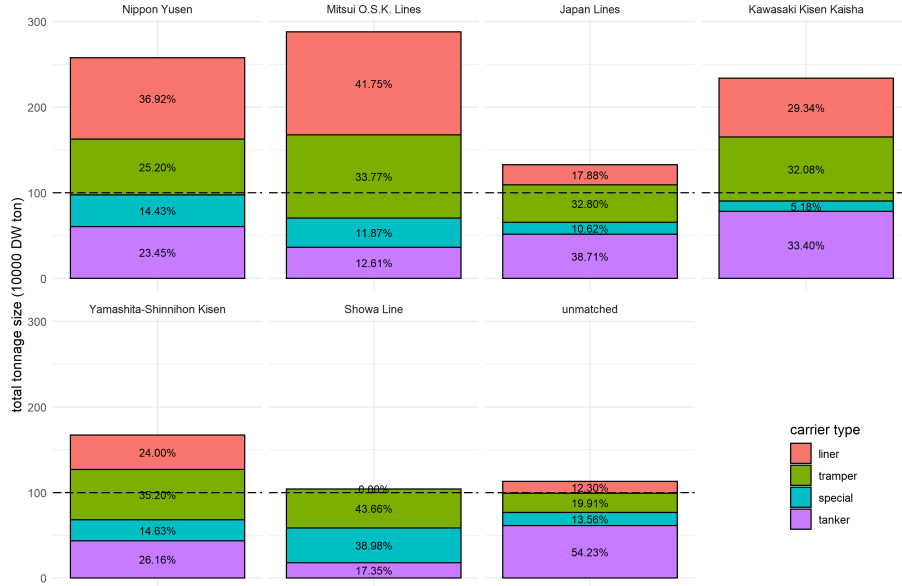 Nippon Yusen
Mitsui O.S.K. Lines
Japan Lines
Kawasaki Kisen Kaisha
300
200
100
0
36.92%
25.20%
14.43%
23.45%
41.75%
33.77%
11.87%
12.61%
17.88%
32.80%
10.62%
38.71%
29.34%
32.08%
5.18%
33.40%
total tonnage size (10000 DW ton)
Yamashita-Shinnihon Kisen
Showa Line
unmatched
300
200
100
0
24.00%
35.20%
14.63%
26.16%
0.00%
43.66%
38.98%
17.35%
12.30%
19.91%
13.56%
54.23%
carrier type
liner
tramper
special
tanker